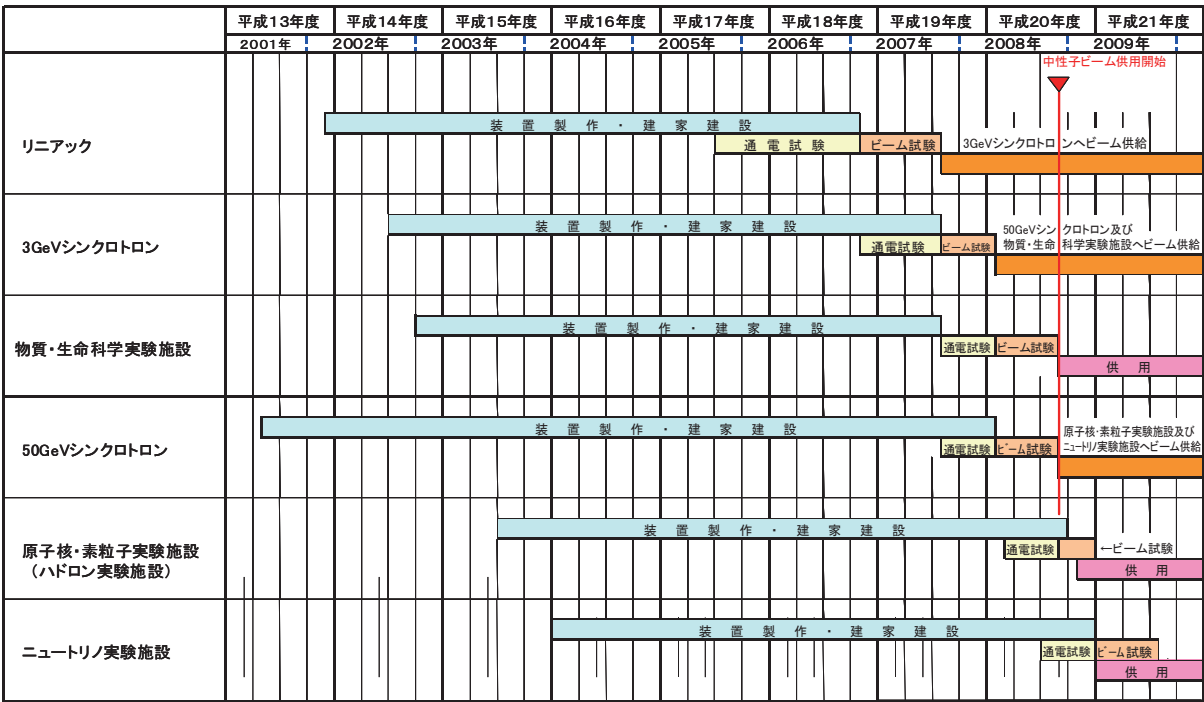 平成13年度 平成14年度 平成15年度 平成16年度 平成17年度 平成18年度 平成19年度 平成20年度 平成21年度
2001年 2002年 2003年 2004年 2005年 2006年 2007年 2008年 2009年
中性子ビーム供用開始
リニアック
装置製作・建家建設
通電試験 ビーム試験 3GeVシンクロトロンへビーム供給
3GeVシンクロトロン
装置製作・建家建設
通電試験 ビーム試験
50GeVシンクロトロン及び
物質・生命科学実験施設へビーム供給
物質・生命科学実験施設
装置製作・建家建設
通電試験 ビーム試験
供用
50GeVシンクロトロン
装置製作・建家建設
通電試験 ビーム試験
原子核・素粒子実験施設及び
ニュートリノ実験施設へビーム供給
原子核・素粒子実験施設
（ハドロン実験施設）
装置製作・建家建設
通電試験 ←ビーム試験
供用
ニュートリノ実験施設
装置製作・建家建設
通電試験 ビーム試験
供用